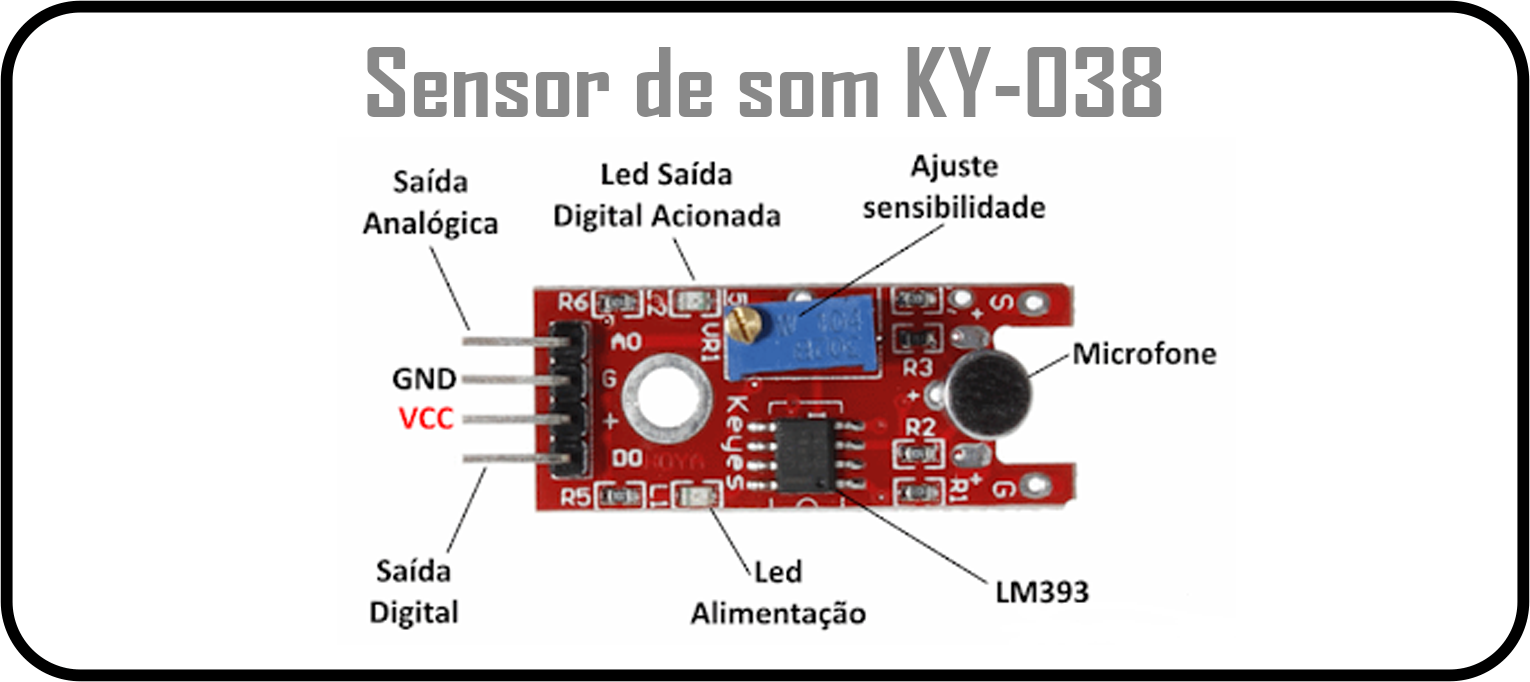 Sensor de som KY-038
Saída
Analógica
Led Saída
Digital Acionada
Ajuste
sensibilidade
GND
VCC
Microfone
R6
L2
VR1
A0
G
+
D0
Keyes
R3
+
R2
R5
L1
R1
+
S
+
G
Saída
Digital
Led
Alimentação
LM393